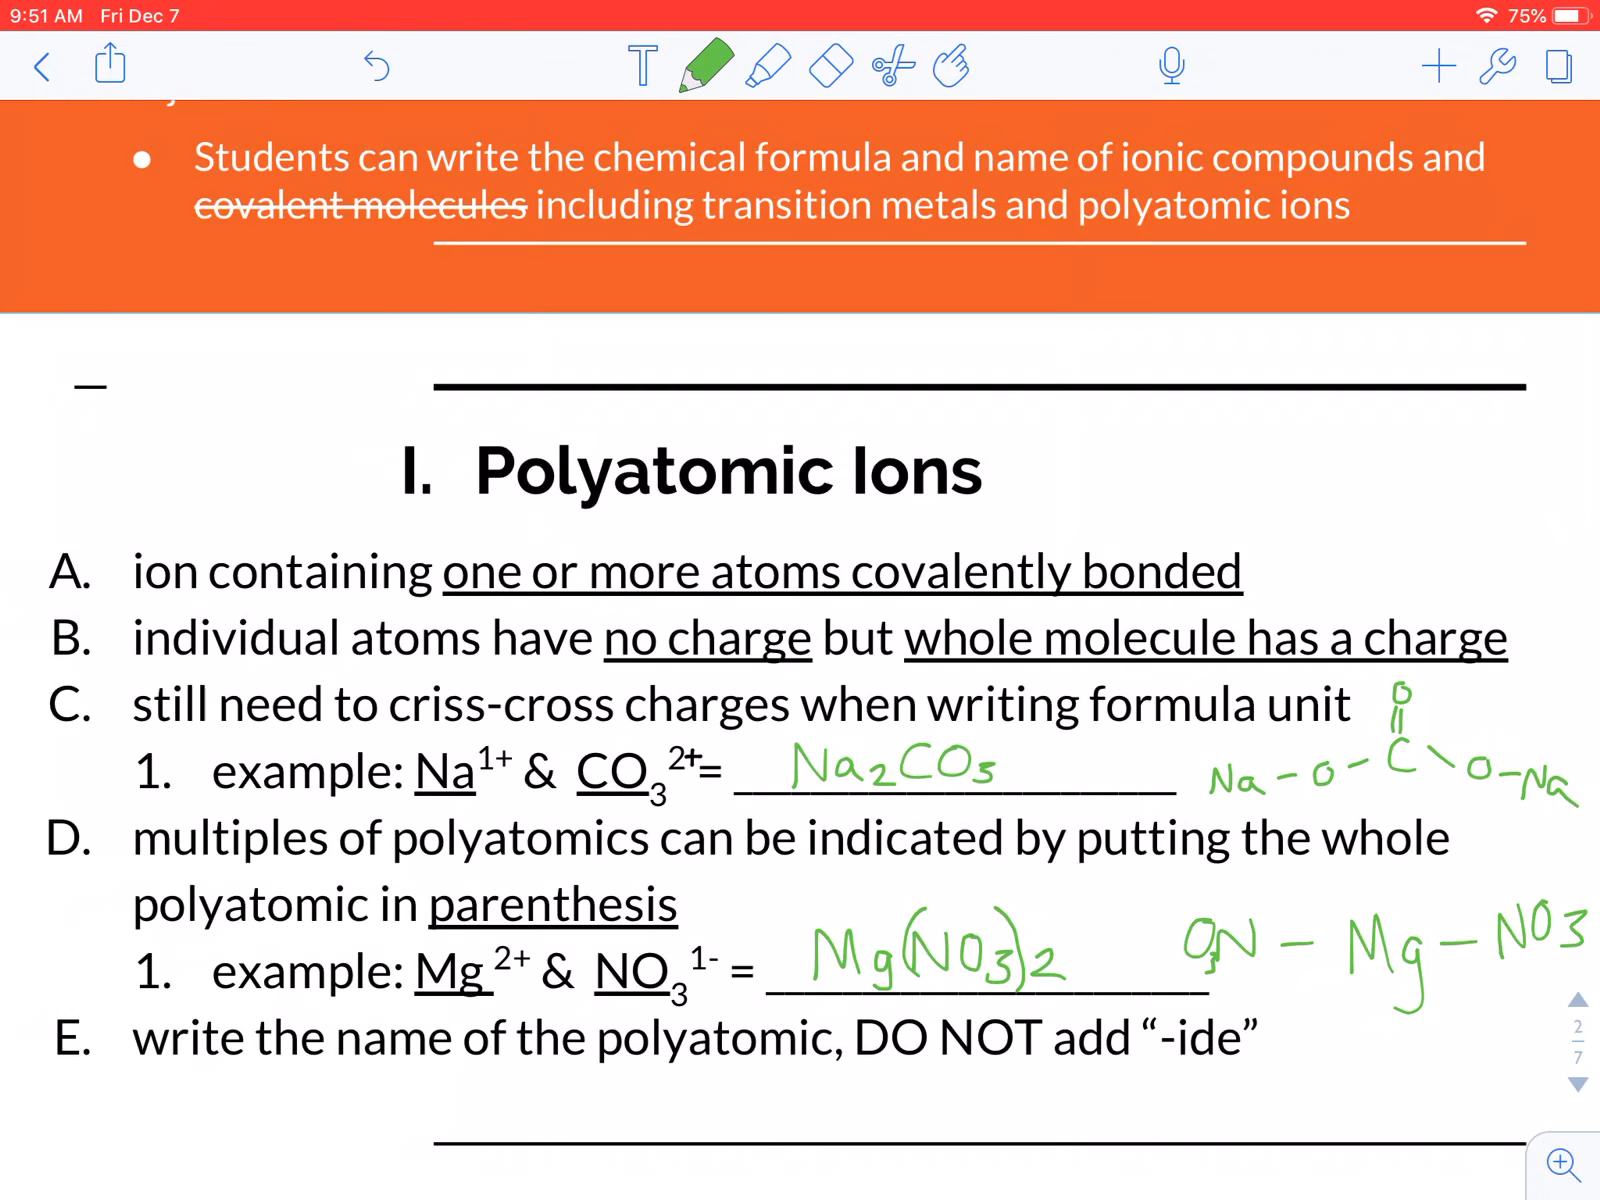 9:51 AM Fri Dec 7 75%
T
• Students can write the chemical formula and name of ionic compounds and
covalent molecules including transition metals and polyatomic ions
I. Polyatomic Ions
A. ion containing one or more atoms covalently bonded
B. individual atoms have no charge but whole molecule has a charge
C. still need to criss-cross charges when writing formula unit
O
||
1. example: Na¹⁺ & CO₃²⁺= Na₂CO₃ Na - O - C \ O - Na
D. multiples of polyatomics can be indicated by putting the whole
polyatomic in parenthesis
1. example: Mg ²⁺ & NO₃¹⁻ = Mg(NO₃)2 O₃N - Mg - NO3
E. write the name of the polyatomic, DO NOT add “-ide”
2
7